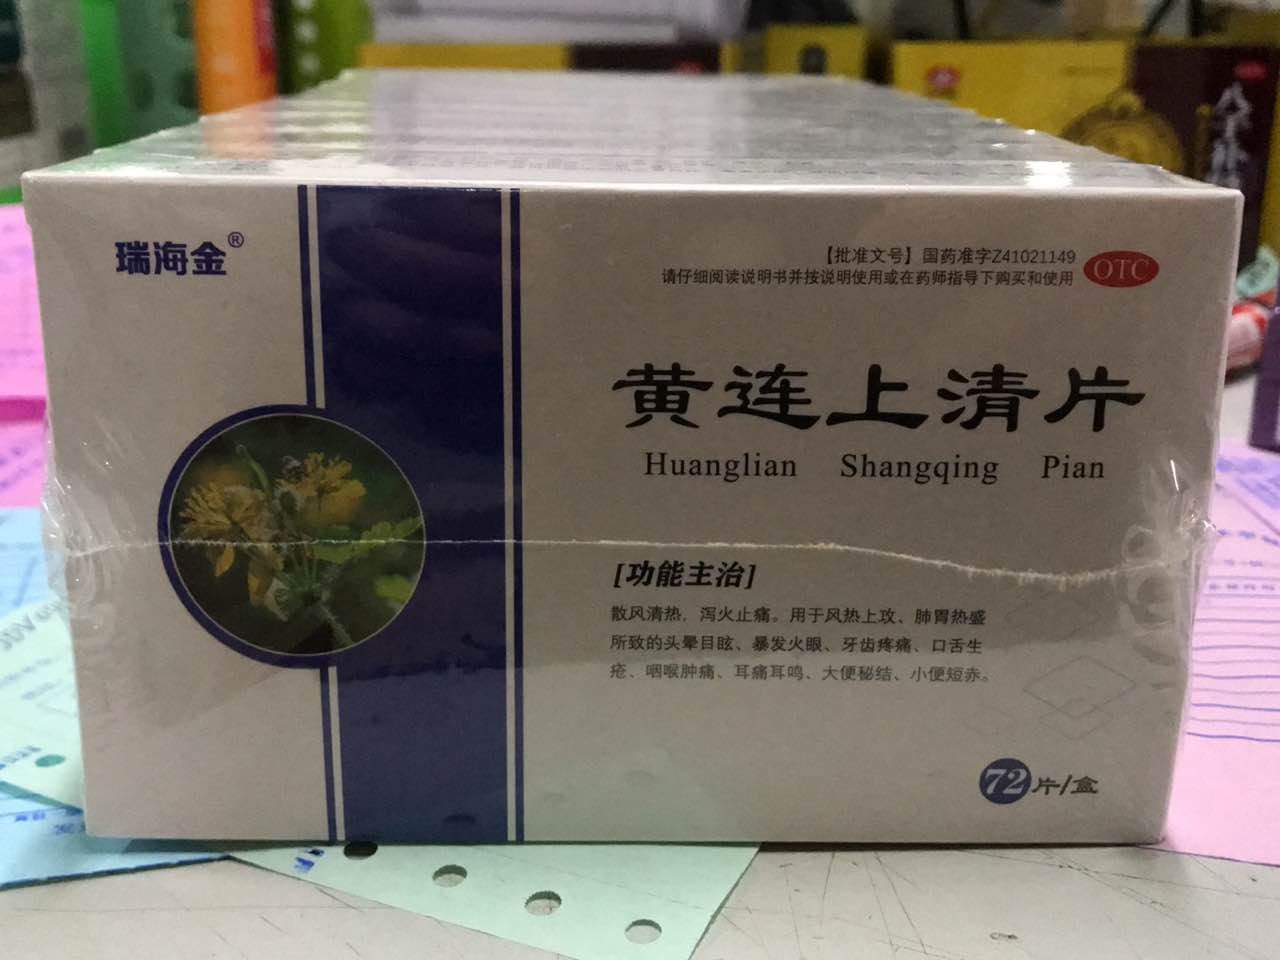 瑞海金®
【批准文号】国药准字Z41021149
请仔细阅读说明书并按说明使用或在药师指导下购买和使用
OTC
黄连上清片
Huanglian Shangqing Pian
[功能主治]
散风清热，泻火止痛。用于风热上攻、肺胃热盛
所致的头晕目眩、暴发火眼、牙齿疼痛、口舌生
疮、咽喉肿痛、耳痛耳鸣、大便秘结、小便短赤。
72片/盒